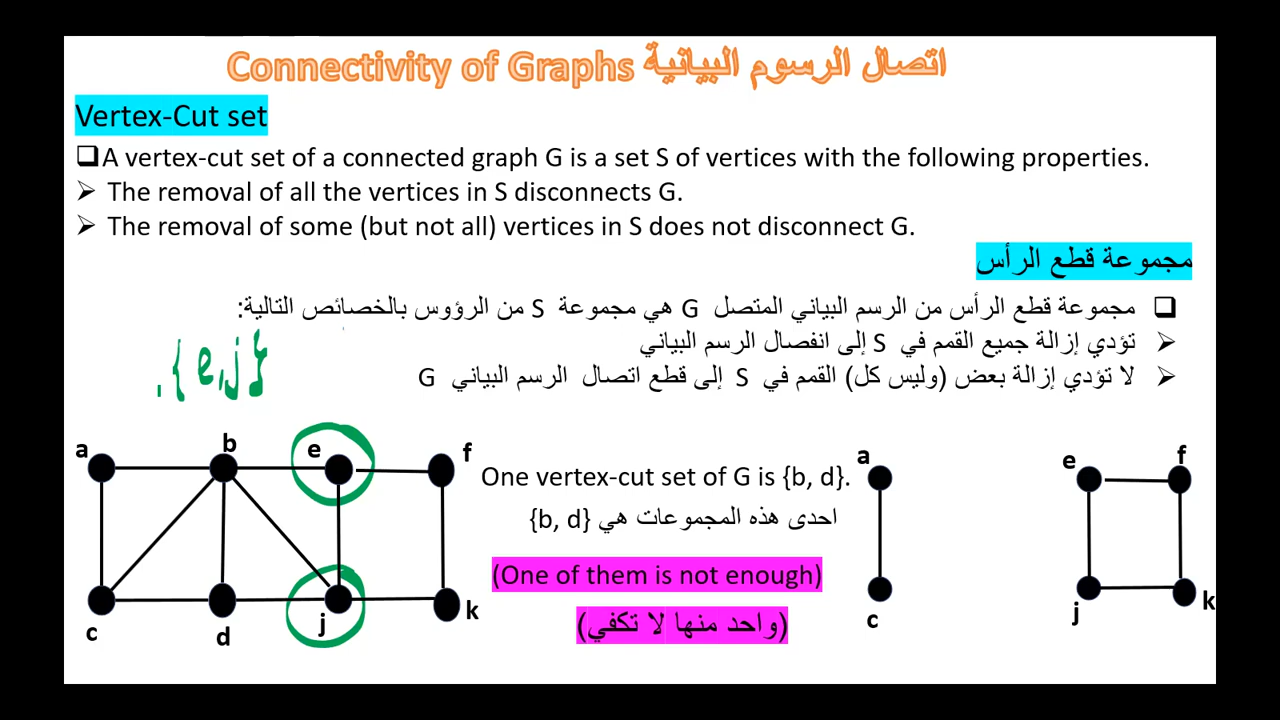 Connectivity of Graphs اتصال الرسوم البيانية
Vertex-Cut set
❑A vertex-cut set of a connected graph G is a set S of vertices with the following properties.
➢ The removal of all the vertices in S disconnects G.
➢ The removal of some (but not all) vertices in S does not disconnect G.
مجموعة قطع الرأس
❑ مجموعة قطع الرأس من الرسم البياني المتصل G هي مجموعة S من الرؤوس بالخصائص التالية:
➢ تؤدي إزالة جميع القمم في S إلى انفصال الرسم البياني
➢ لا تؤدي إزالة بعض (وليس كل) القمم في S إلى قطع اتصال الرسم البياني G
{e,j}
a b e f
c d j k
One vertex-cut set of G is {b, d}.
احدى هذه المجموعات هي {b, d}
(One of them is not enough)
(واحد منها لا تكفي)
a
c
e f
j k